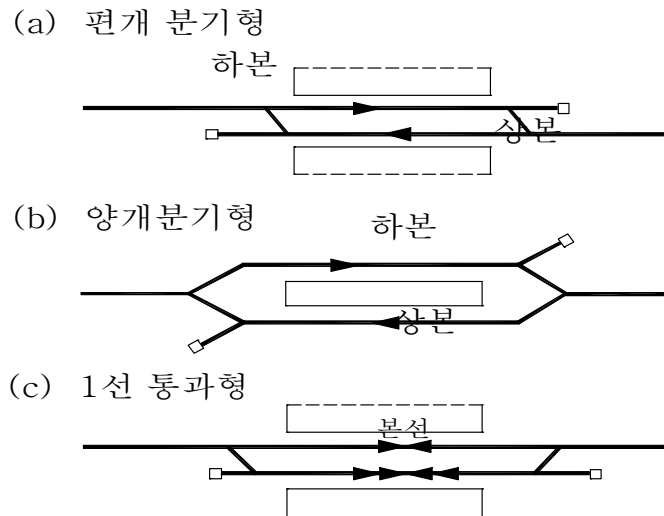 (a) 편개 분기형
하본
상본
(b) 양개분기형
하본
상본
(c) 1선 통과형
본선